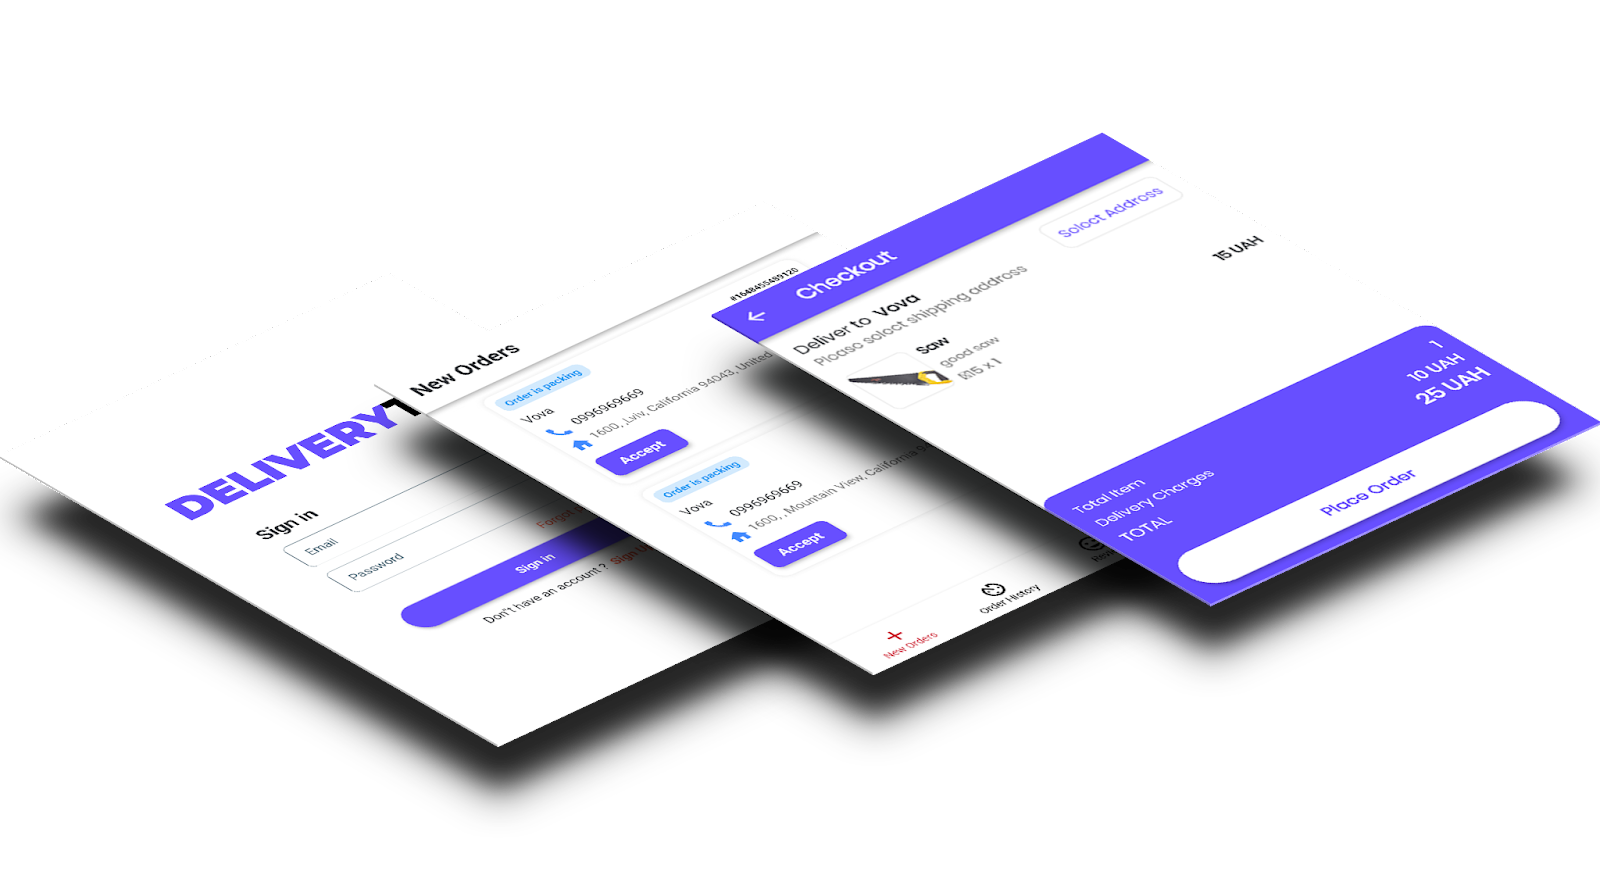 DELIVERY
Sign in
Email
Password
Forgot
Sign in
Don't have an account ? Sign Up
New Orders
#1648455489120
Order is packing
Vova
0996969669
1600, ,Lviv, California 94043, United
Accept
Order is packing
Vova
0996969669
1600, , Mountain View, California 9
Accept
New Orders
Order History
Checkout
Deliver to Vova
Please select shipping address
Select Address
Saw
good saw
x 1
15 UAH
Total Item 1
Delivery Charges 10 UAH
TOTAL 25 UAH
Place Order